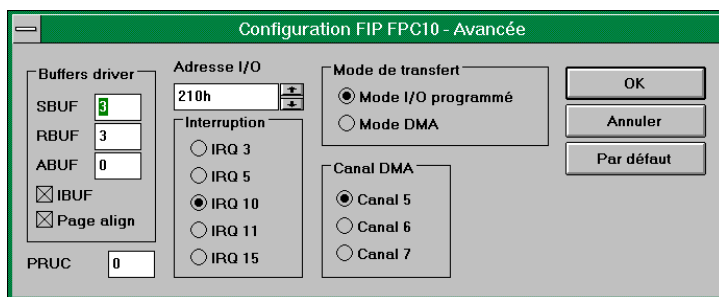 Configuration FIP FPC10 - Avancée
Buffers driver
SBUF 3
RBUF 3
ABUF 0
IBUF
Page align
PRUC 0
Adresse I/O
210h
Interruption
IRQ 3
IRQ 5
IRQ 10
IRQ 11
IRQ 15
Mode de transfert
Mode I/O programmé
Mode DMA
Canal DMA
Canal 5
Canal 6
Canal 7
OK
Annuler
Par défaut